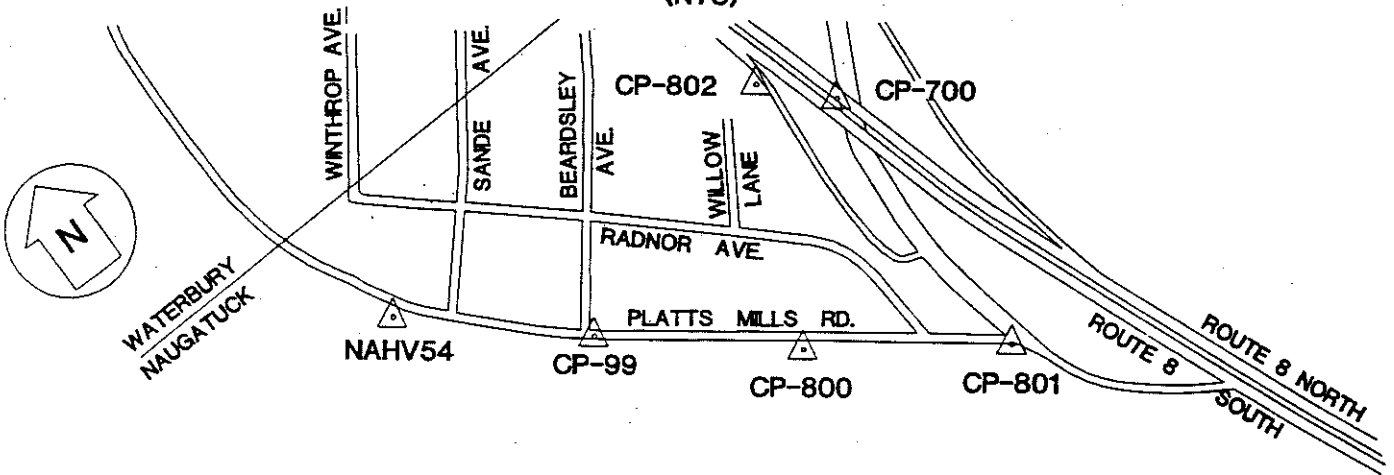 WINTHROP AVE.
SANDE AVE.
BEARDSLEY
AVE.
CP-802
CP-700
WILLOW
LANE
N
RADNOR AVE.
WATERBURY
NAUGATUCK
PLATTS MILLS RD.
NAHV54
CP-99
CP-800
CP-801
ROUTE 8
SOUTH
ROUTE 8 NORTH